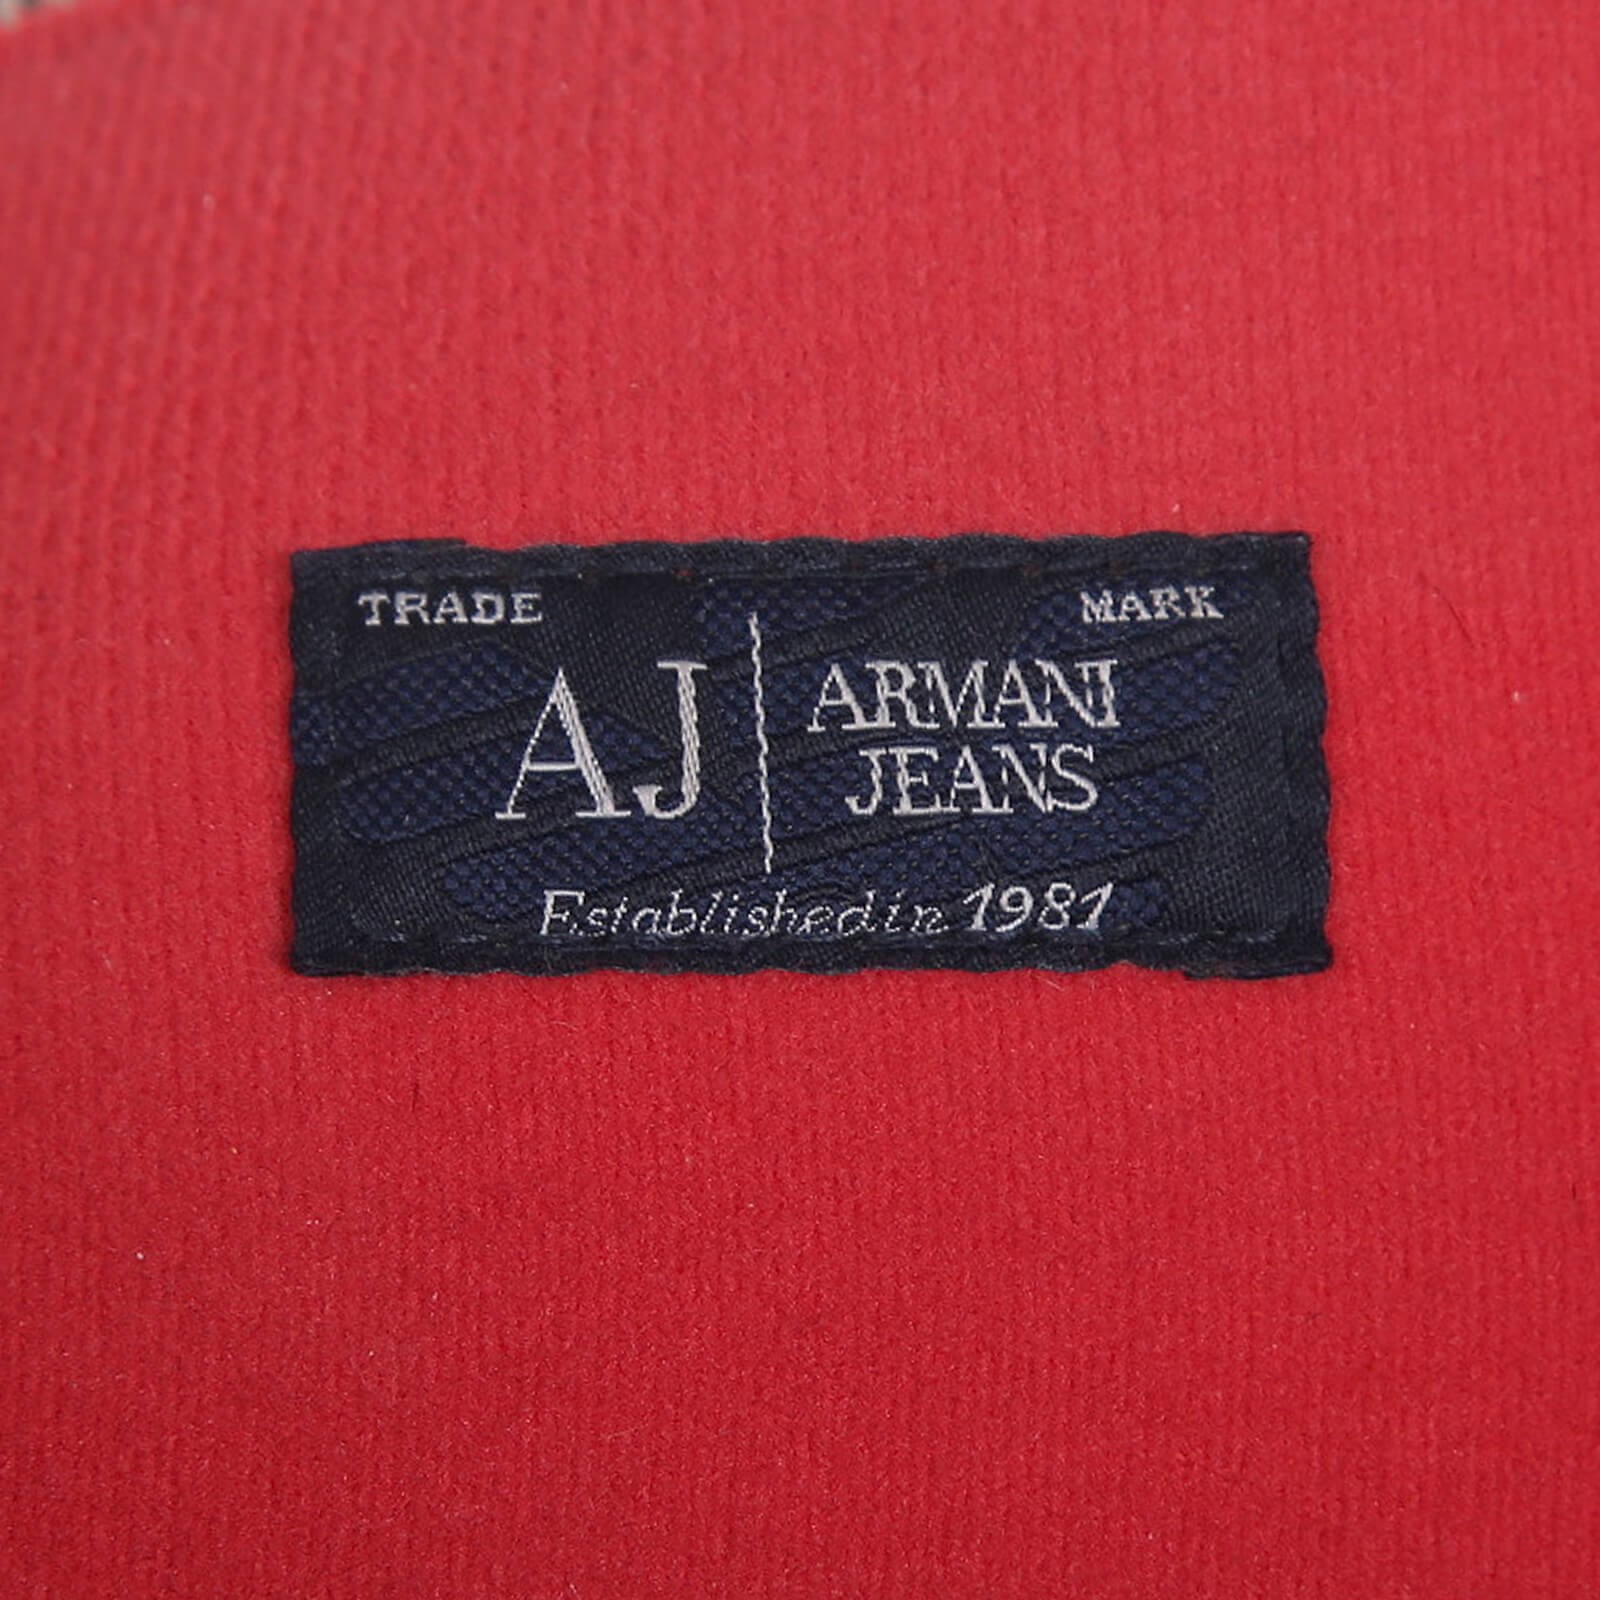 TRADE MARK
AJ
ARMANI
JEANS
Established in 1981